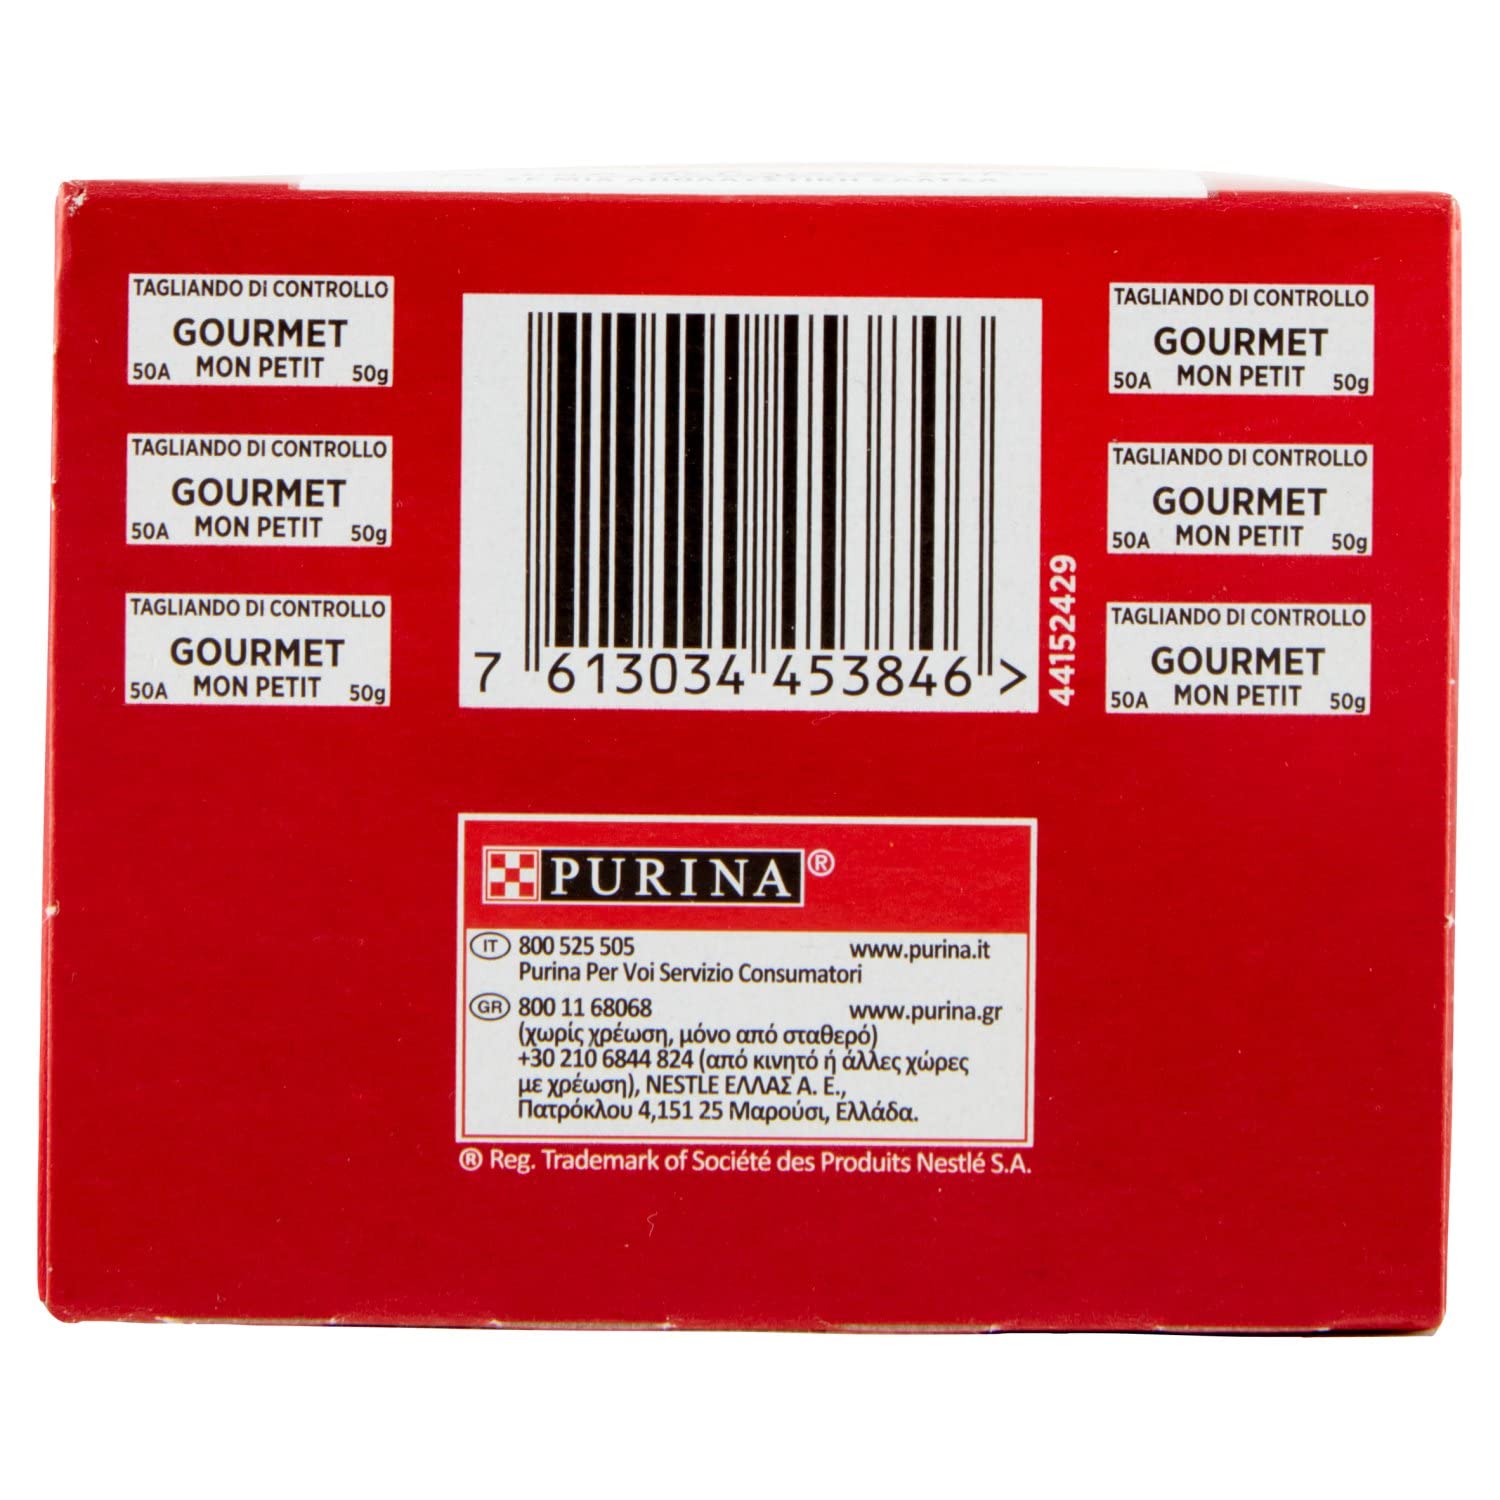 TAGLIANDO DI CONTROLLO
GOURMET
50A MON PETIT 50g
TAGLIANDO DI CONTROLLO
GOURMET
50A MON PETIT 50g
TAGLIANDO DI CONTROLLO
GOURMET
50A MON PETIT 50g
7 613034 453846 >
44152429
TAGLIANDO DI CONTROLLO
GOURMET
50A MON PETIT 50g
TAGLIANDO DI CONTROLLO
GOURMET
50A MON PETIT 50g
TAGLIANDO DI CONTROLLO
GOURMET
50A MON PETIT 50g
PURINA®
IT 800 525 505 www.purina.it
Purina Per Voi Servizio Consumatori
GR 800 11 68068 www.purina.gr
(χωρίς χρέωση, μόνο από σταθερό)
+30 210 6844 824 (από κινητό ή άλλες χώρες
με χρέωση), NESTLE ΕΛΛΑΣ Α. Ε.,
Πατρόκλου 4,151 25 Μαρούσι, Ελλάδα.
® Reg. Trademark of Société des Produits Nestlé S.A.